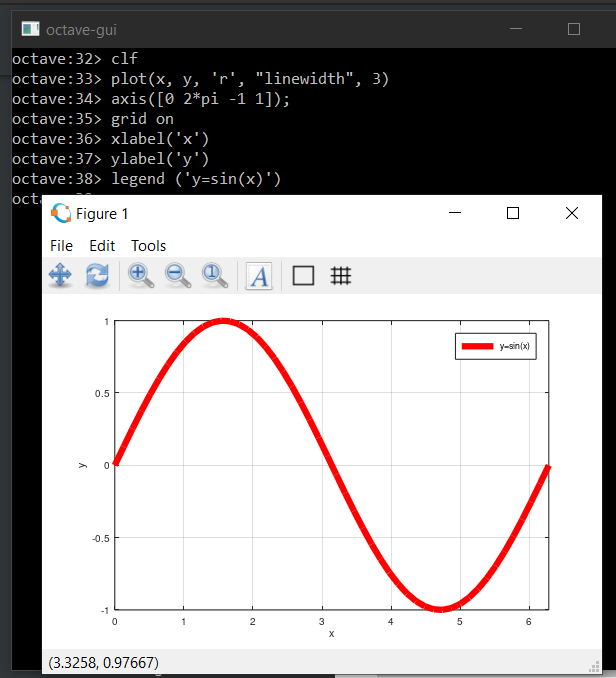 octave-gui
octave:32> clf
octave:33> plot(x, y, 'r', "linewidth", 3)
octave:34> axis([0 2*pi -1 1]);
octave:35> grid on
octave:36> xlabel('x')
octave:37> ylabel('y')
octave:38> legend ('y=sin(x)')
Figure 1
File Edit Tools
A
1
y=sin(x)
0.5
y
0
-0.5
-1
0 1 2 3 4 5 6
x
(3.3258, 0.97667)